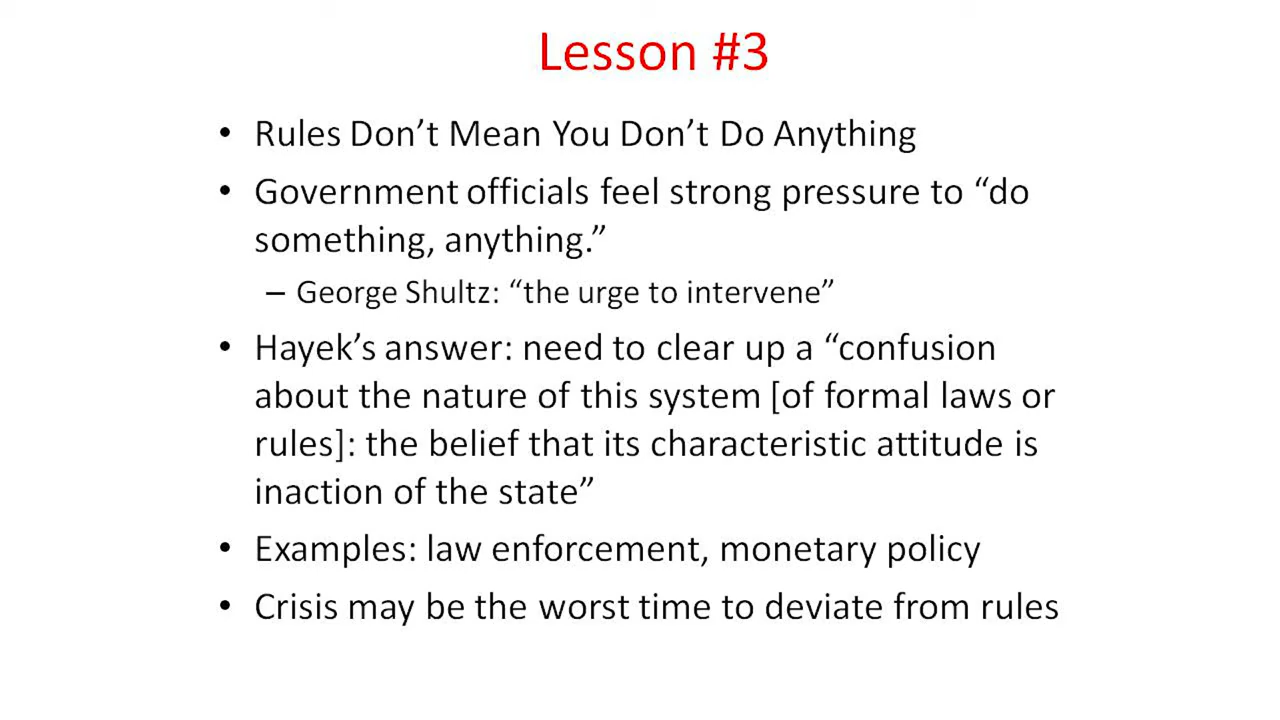 Lesson #3
• Rules Don’t Mean You Don’t Do Anything
• Government officials feel strong pressure to “do
something, anything.”
– George Shultz: “the urge to intervene”
• Hayek’s answer: need to clear up a “confusion
about the nature of this system [of formal laws or
rules]: the belief that its characteristic attitude is
inaction of the state”
• Examples: law enforcement, monetary policy
• Crisis may be the worst time to deviate from rules